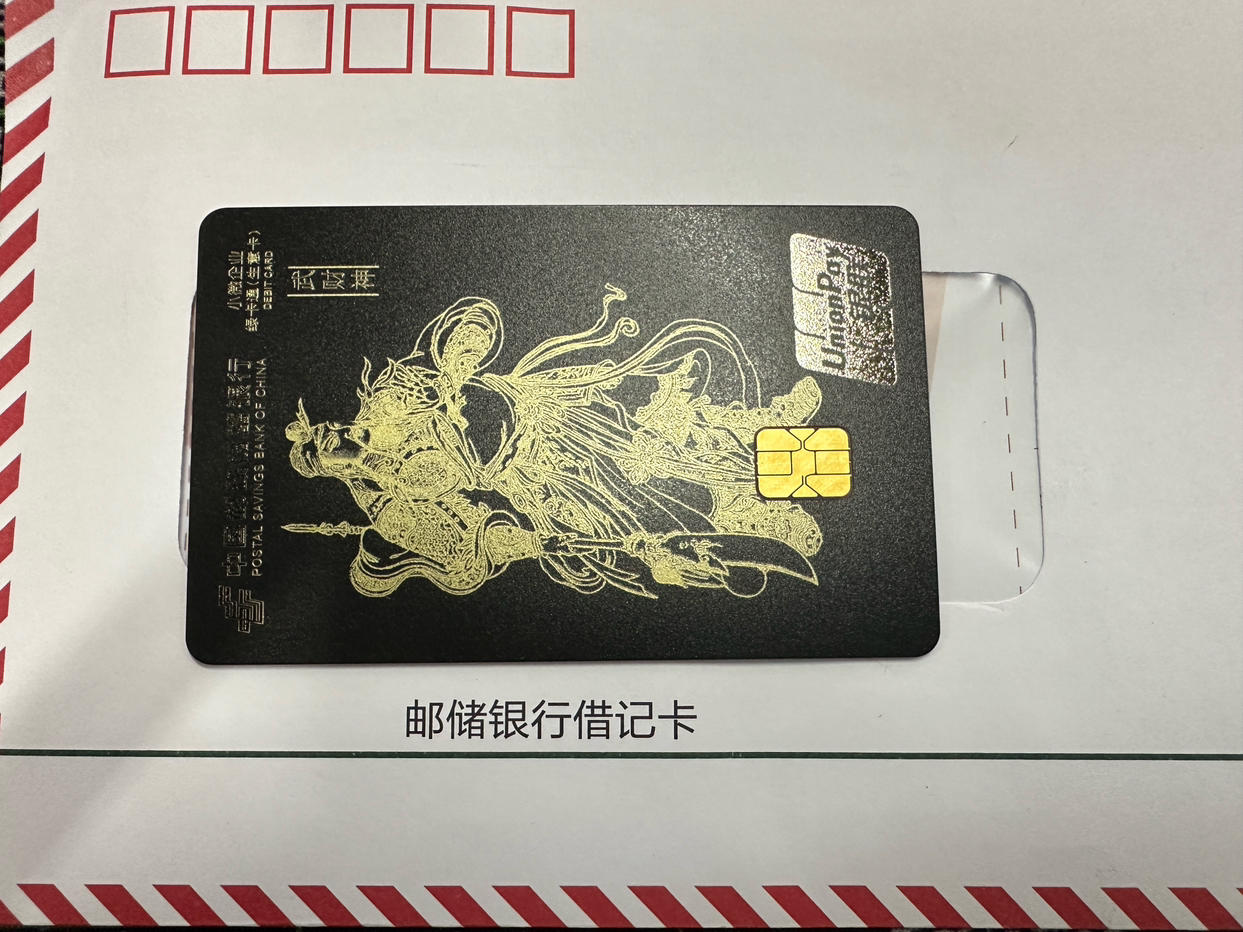 中国邮政储蓄银行
POSTAL SAVINGS BANK OF CHINA
小微企业
绿卡通(生意卡)
DEBIT CARD
武财神
UnionPay
银联
邮储银行借记卡